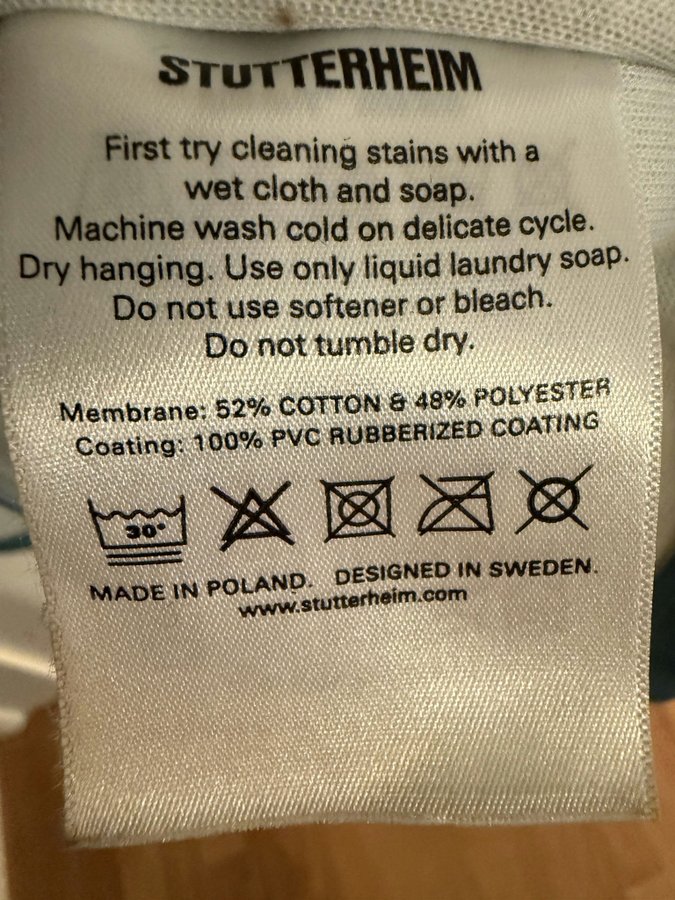 STUTTERHEIM
First try cleaning stains with a
wet cloth and soap.
Machine wash cold on delicate cycle.
Dry hanging. Use only liquid laundry soap.
Do not use softener or bleach.
Do not tumble dry.
Membrane: 52% COTTON & 48% POLYESTER
Coating: 100% PVC RUBBERIZED COATING
30°
MADE IN POLAND. DESIGNED IN SWEDEN.
www.stutterheim.com